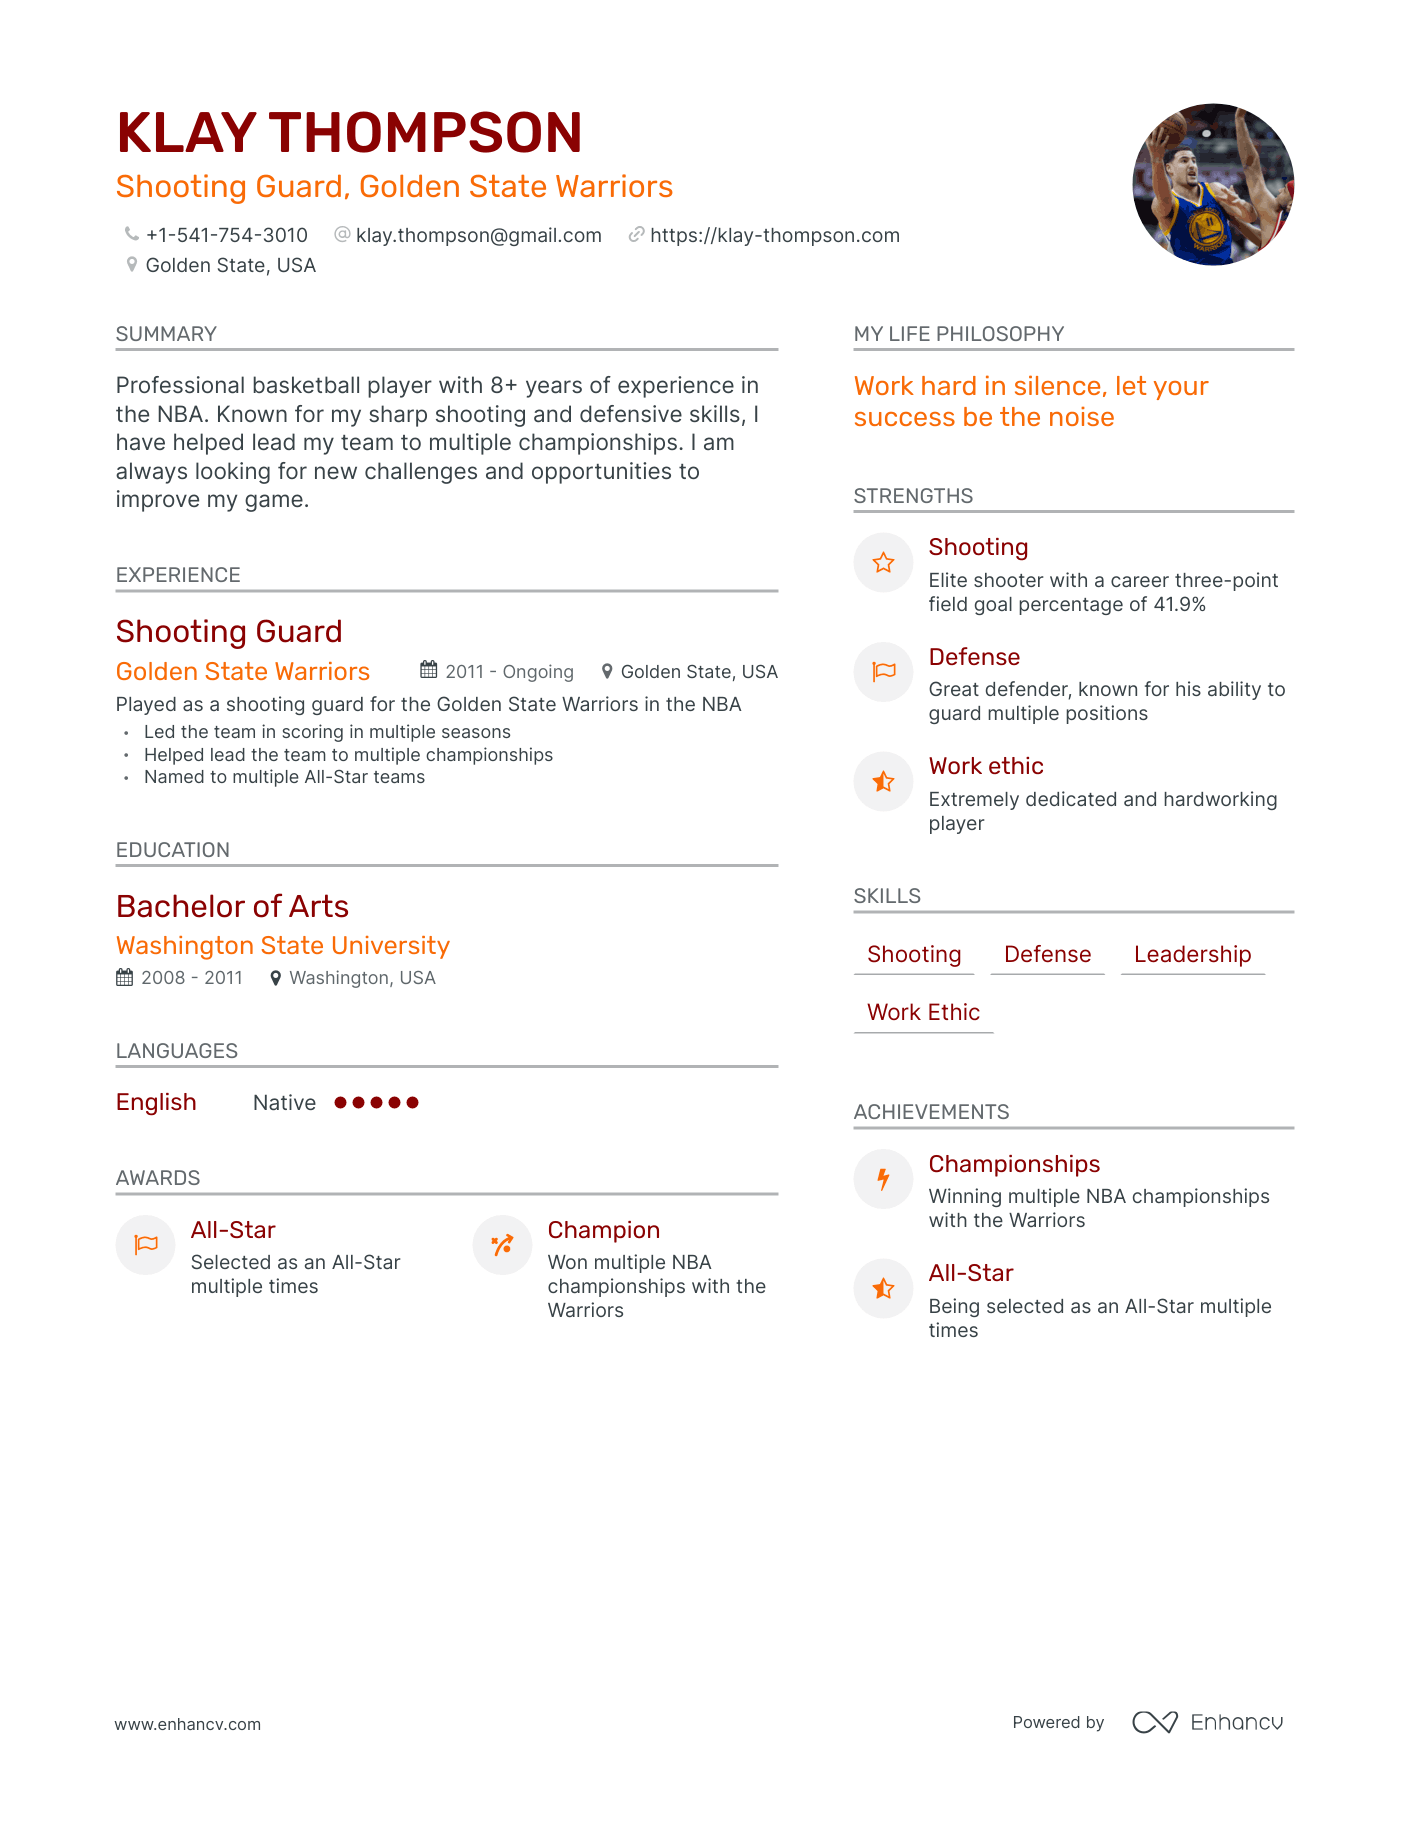 KLAY THOMPSON
Shooting Guard, Golden State Warriors
+1-541-754-3010 @ klay.thompson@gmail.com https://klay-thompson.com
Golden State, USA
SUMMARY
Professional basketball player with 8+ years of experience in
the NBA. Known for my sharp shooting and defensive skills, I
have helped lead my team to multiple championships. I am
always looking for new challenges and opportunities to
improve my game.
EXPERIENCE
Shooting Guard
Golden State Warriors 2011 - Ongoing Golden State, USA
Played as a shooting guard for the Golden State Warriors in the NBA
• Led the team in scoring in multiple seasons
• Helped lead the team to multiple championships
• Named to multiple All-Star teams
EDUCATION
Bachelor of Arts
Washington State University
2008 - 2011 Washington, USA
LANGUAGES
English Native
AWARDS
All-Star
Selected as an All-Star
multiple times
Champion
Won multiple NBA
championships with the
Warriors
MY LIFE PHILOSOPHY
Work hard in silence, let your
success be the noise
STRENGTHS
Shooting
Elite shooter with a career three-point
field goal percentage of 41.9%
Defense
Great defender, known for his ability to
guard multiple positions
Work ethic
Extremely dedicated and hardworking
player
SKILLS
Shooting Defense Leadership
Work Ethic
ACHIEVEMENTS
Championships
Winning multiple NBA championships
with the Warriors
All-Star
Being selected as an All-Star multiple
times
www.enhancv.com
Powered by Enhancv